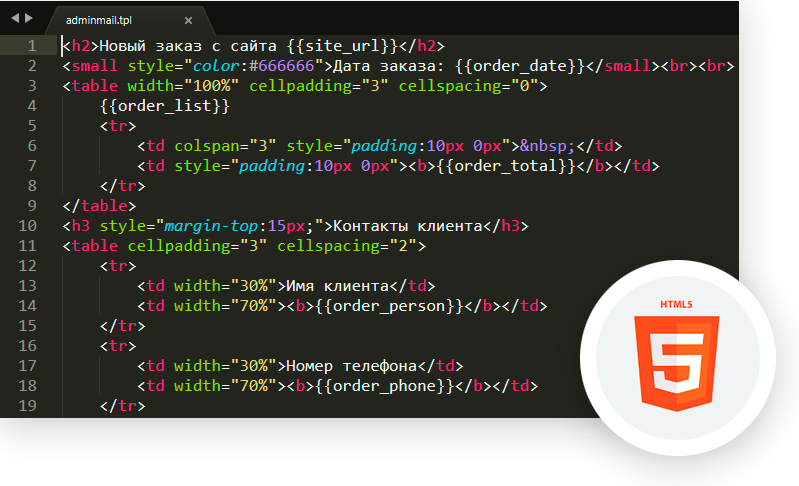 adminmail.tpl
1 <h2>Новый заказ с сайта {{site_url}}</h2>
2 <small style="color:#666666">Дата заказа: {{order_date}}</small><br><br>
3 <table width="100%" cellpadding="3" cellspacing="0">
4 {{order_list}}
5 <tr>
6 <td colspan="3" style="padding:10px 0px">&nbsp;</td>
7 <td style="padding:10px 0px"><b>{{order_total}}</b></td>
8 </tr>
9 </table>
10 <h3 style="margin-top:15px;">Контакты клиента</h3>
11 <table cellpadding="3" cellspacing="2">
12 <tr>
13 <td width="30%">Имя клиента</td>
14 <td width="70%"><b>{{order_person}}</b></td>
15 </tr>
16 <tr>
17 <td width="30%">Номер телефона</td>
18 <td width="70%"><b>{{order_phone}}</b></td>
19 </tr>
HTML5
5